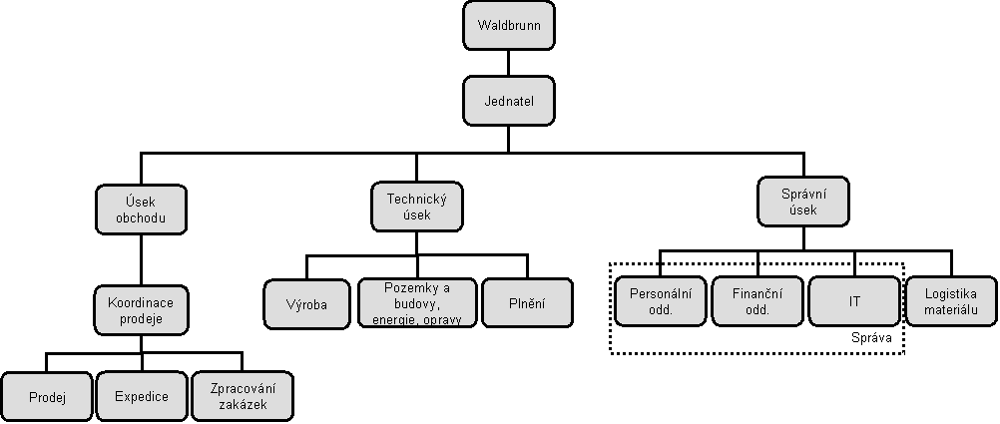 Waldbrunn
Jednatel
Úsek
obchodu
Technický
úsek
Správní
úsek
Koordinace
prodeje
Výroba
Pozemky a
budovy,
energie, opravy
Plnění
Personální
odd.
Finanční
odd.
IT
Logistika
materiálu
Správa
Prodej
Expedice
Zpracování
zakázek